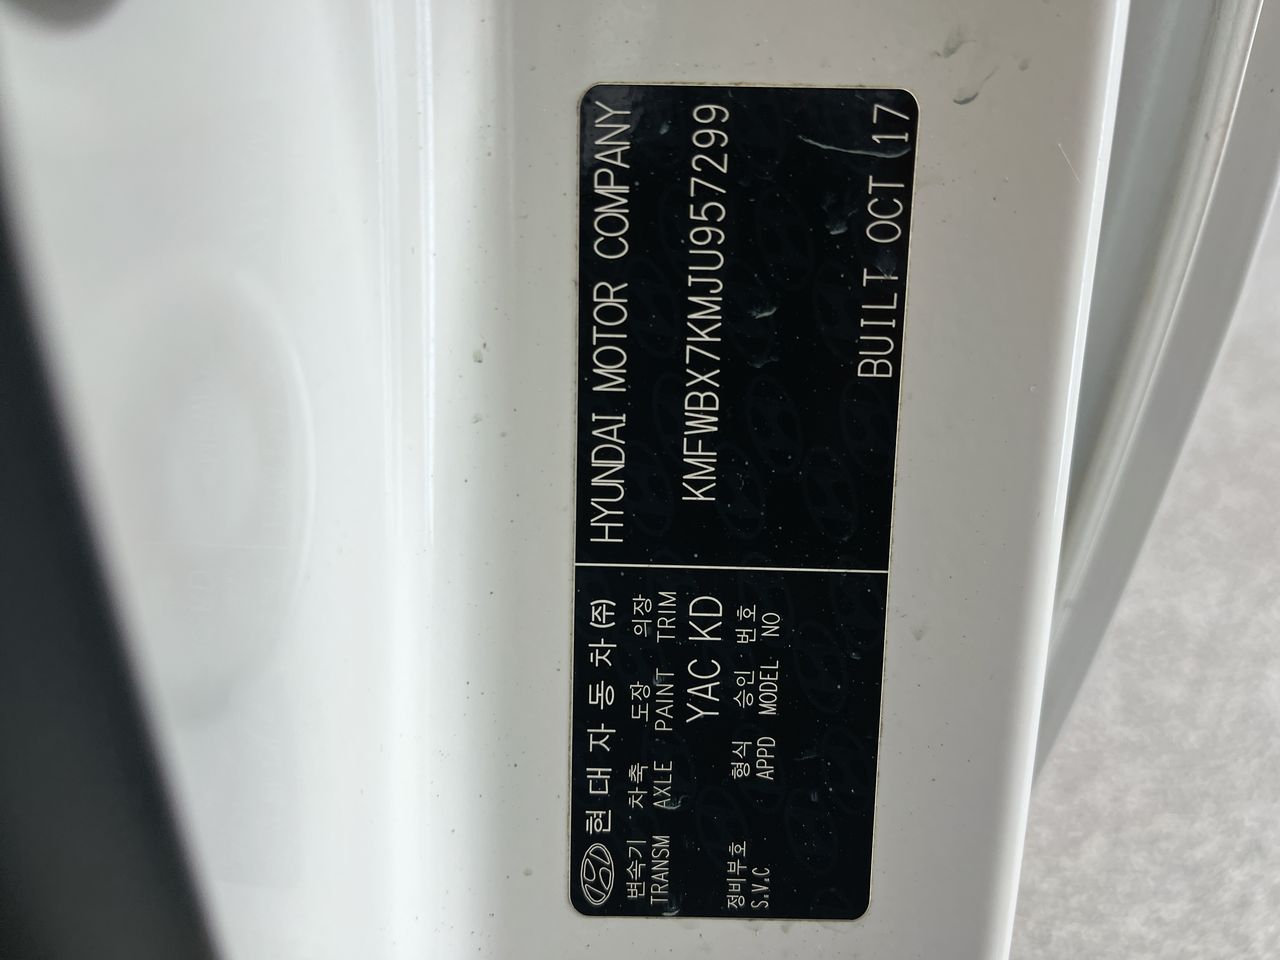 현대자동차(주)
변속기 차축 도장 의장
TRANSM AXLE PAINT TRIM
YAC KD
정비부호 형식 승인 번호
S.V.C APPD MODEL NO
HYUNDAI MOTOR COMPANY
KMFWBX7KMJU957299
BUILT OCT 17